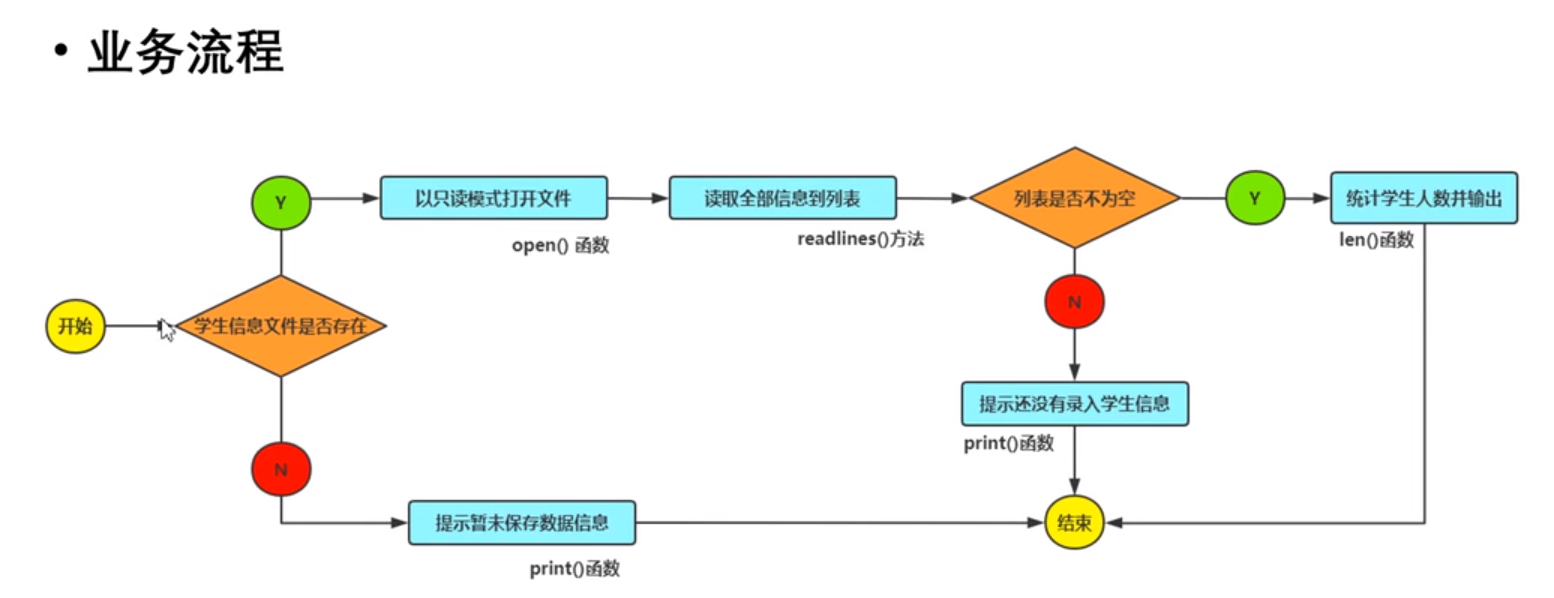 • 业务流程
Y
以只读模式打开文件
读取全部信息到列表
列表是否不为空
Y
统计学生人数并输出
open() 函数
readlines()方法
len()函数
开始
学生信息文件是否存在
N
提示还没有录入学生信息
print()函数
N
提示暂未保存数据信息
结束
print()函数